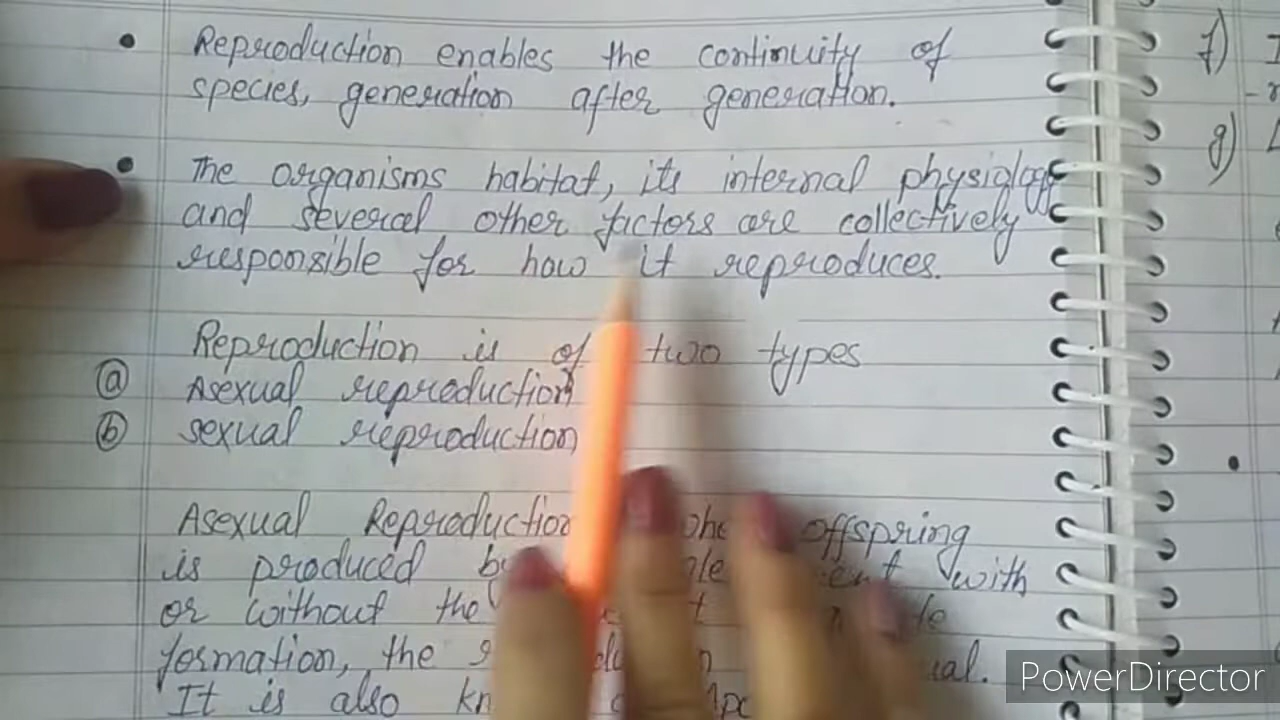 • Reproduction enables the continuity of
species, generation after generation.
• The organisms habitat, its internal physiology
and several other factors are collectively
responsible for how it reproduces.
Reproduction is of two types
ⓐ Asexual reproduction
ⓑ sexual reproduction
Asexual Reproduction offspring
is produced with
or without the
formation, the
It is also
f)
g)
PowerDirector